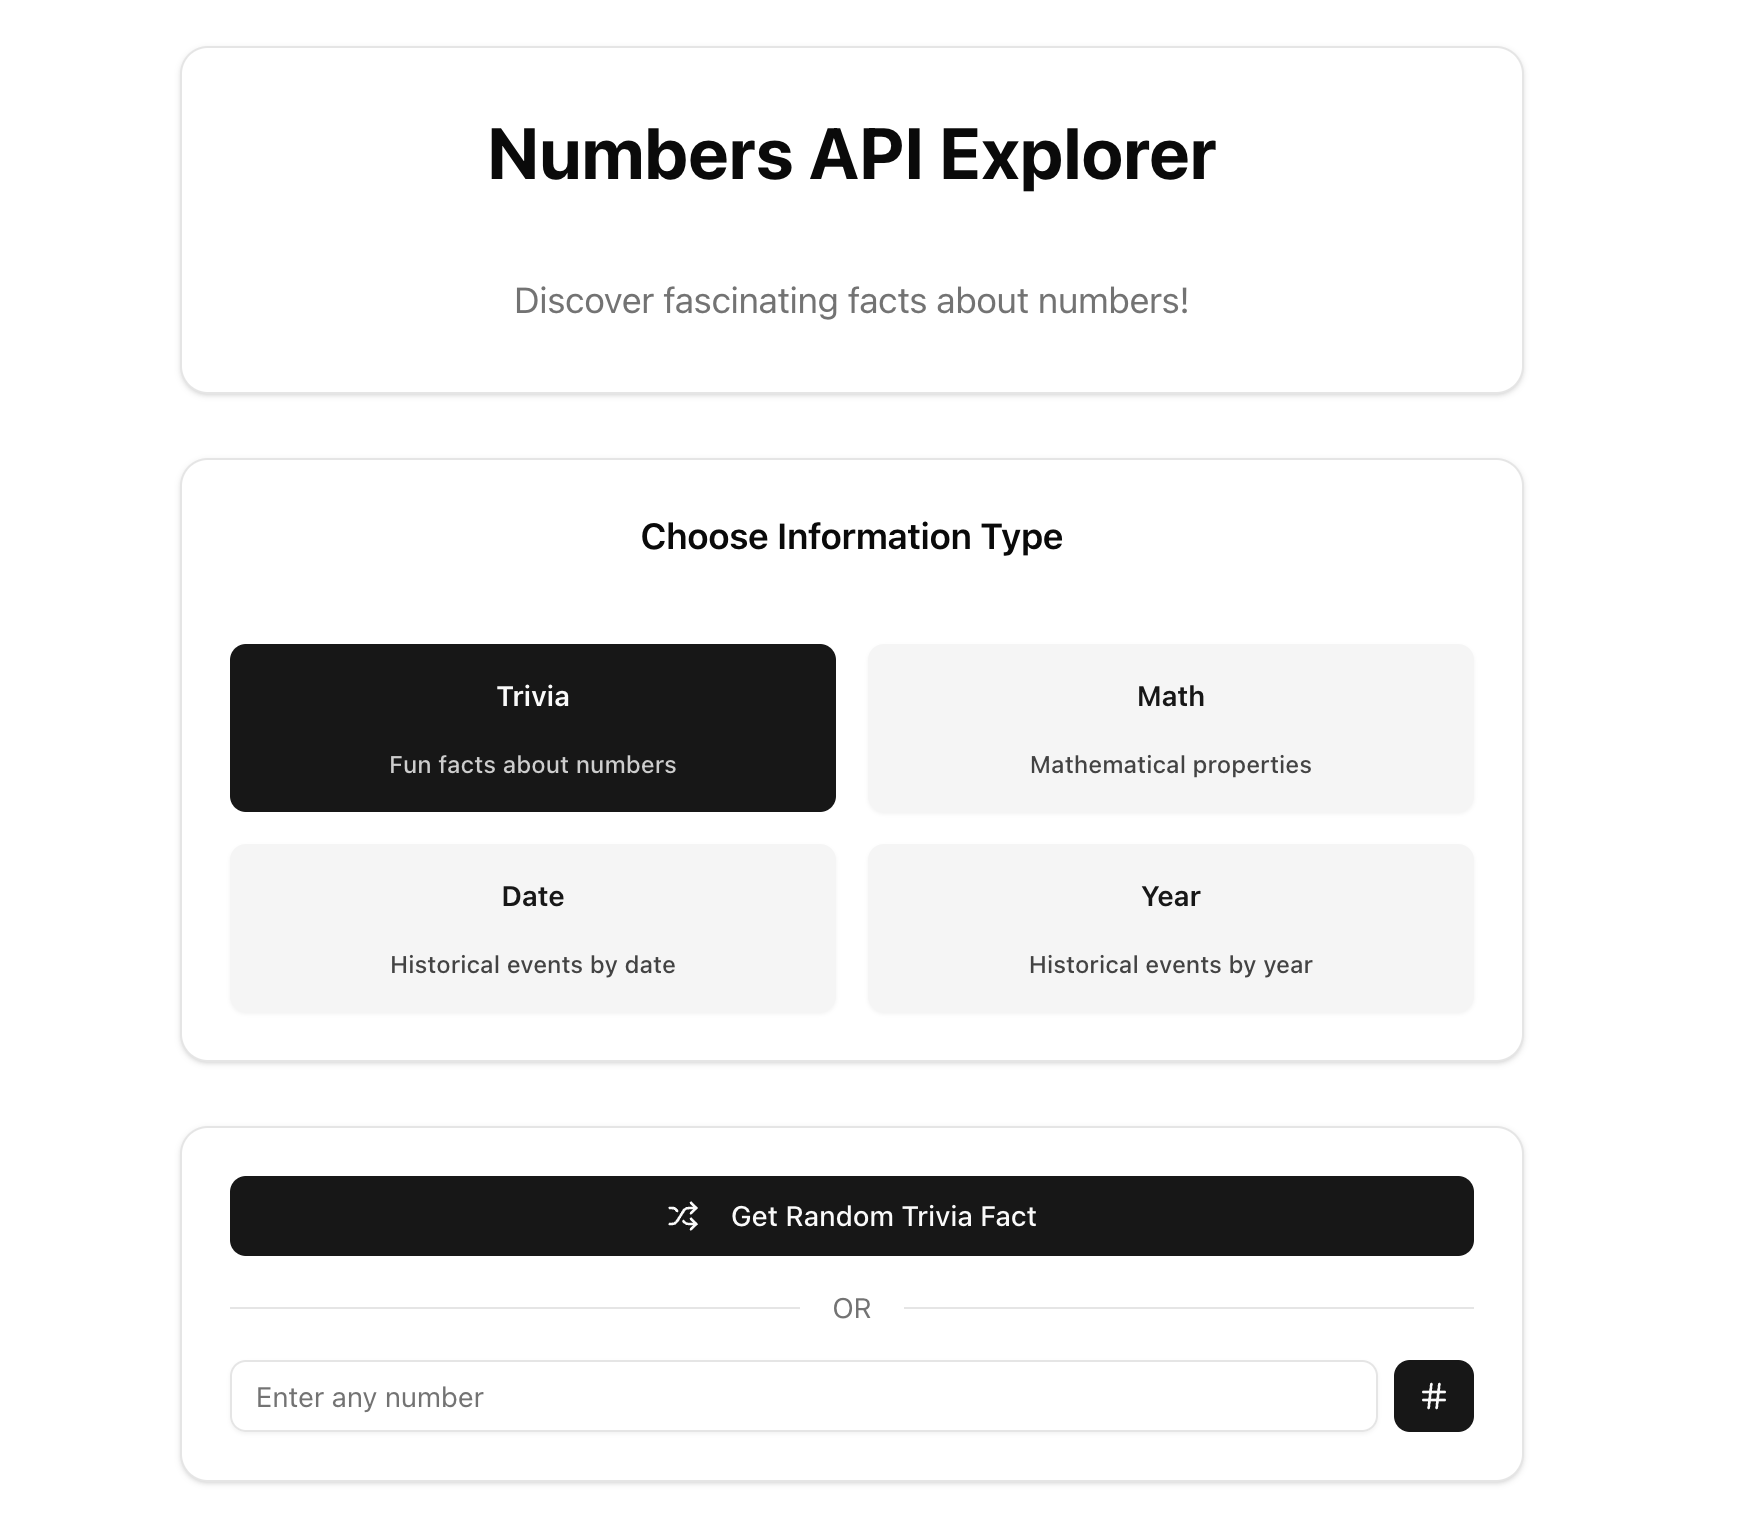 Numbers API Explorer
Discover fascinating facts about numbers!
Choose Information Type
Trivia
Fun facts about numbers
Math
Mathematical properties
Date
Historical events by date
Year
Historical events by year
Get Random Trivia Fact
OR
Enter any number
#